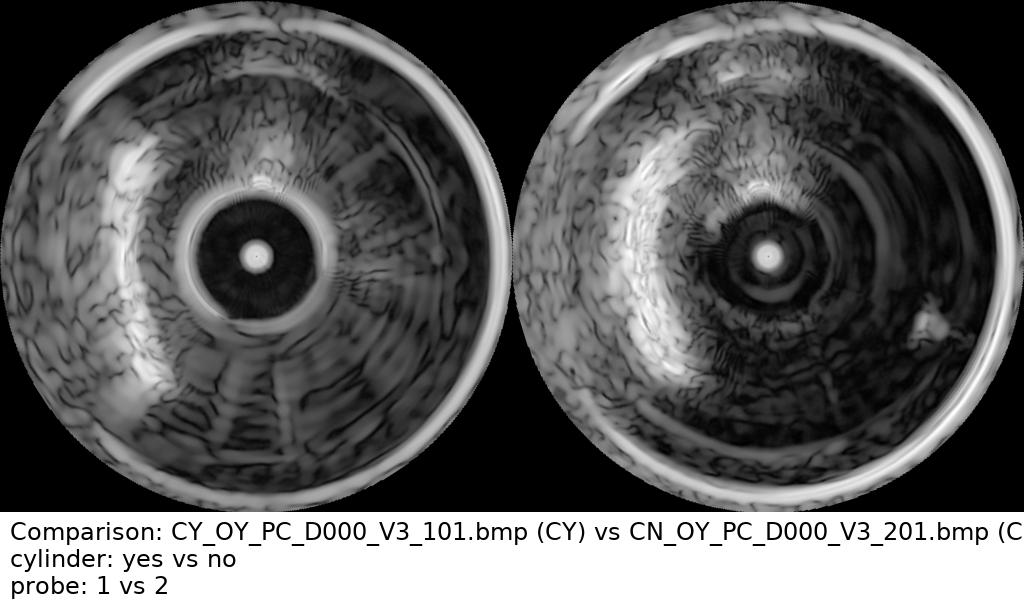 Comparison: CY_OY_PC_D000_V3_101.bmp (CY) vs CN_OY_PC_D000_V3_201.bmp (C
cylinder: yes vs no
probe: 1 vs 2